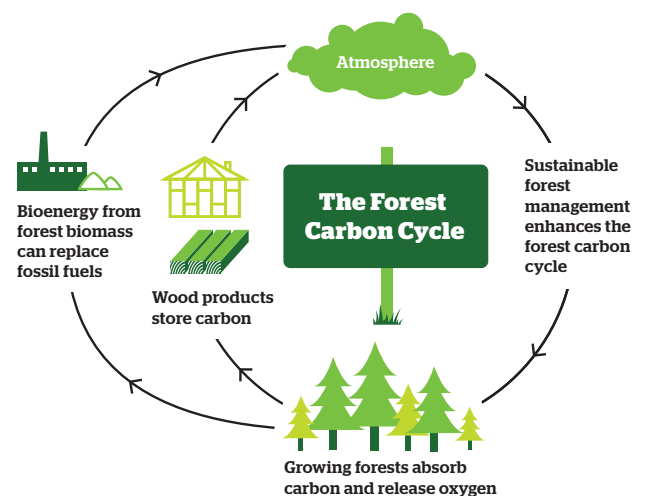 Atmosphere
The Forest
Carbon Cycle
Sustainable
forest
management
enhances the
forest carbon
cycle
Bioenergy from
forest biomass
can replace
fossil fuels
Wood products
store carbon
Growing forests absorb
carbon and release oxygen